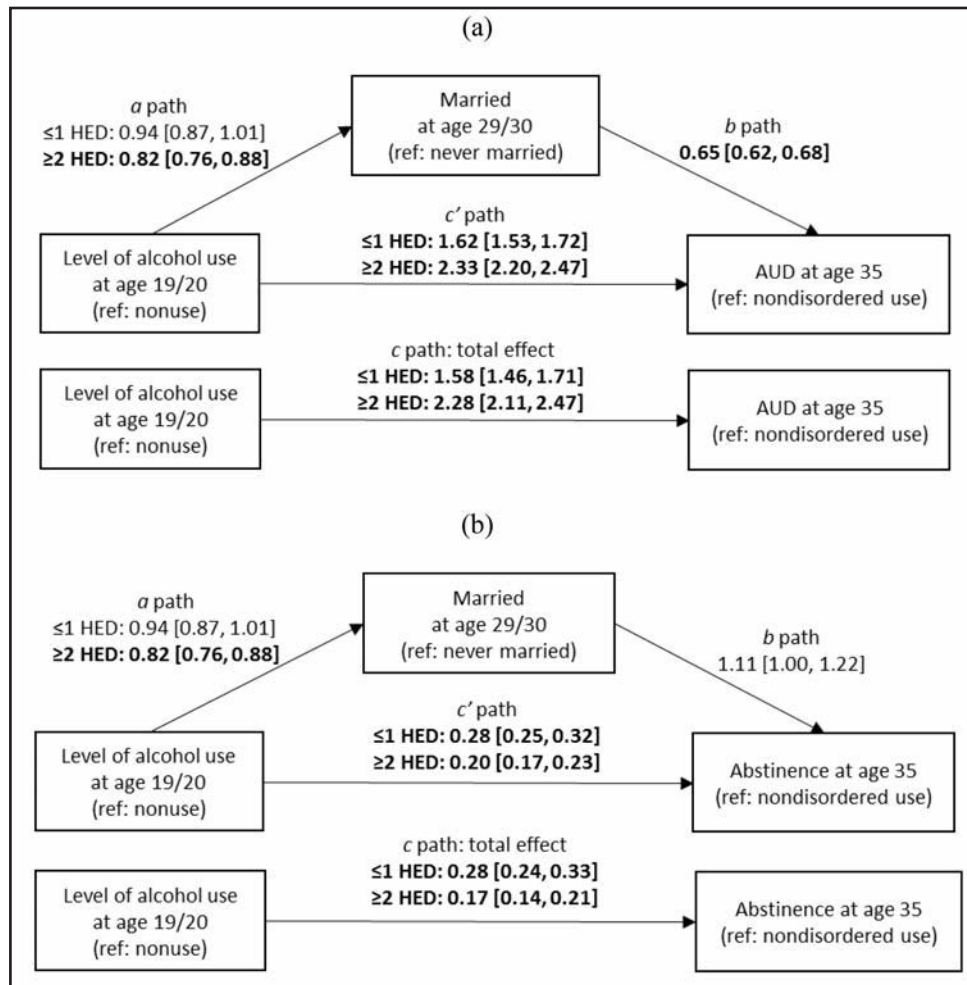 (a)
a path
≤1 HED: 0.94 [0.87, 1.01]
≥2 HED: 0.82 [0.76, 0.88]
Married
at age 29/30
(ref: never married)
b path
0.65 [0.62, 0.68]
Level of alcohol use
at age 19/20
(ref: nonuse)
c’ path
≤1 HED: 1.62 [1.53, 1.72]
≥2 HED: 2.33 [2.20, 2.47]
AUD at age 35
(ref: nondisordered use)
Level of alcohol use
at age 19/20
(ref: nonuse)
c path: total effect
≤1 HED: 1.58 [1.46, 1.71]
≥2 HED: 2.28 [2.11, 2.47]
AUD at age 35
(ref: nondisordered use)
(b)
a path
≤1 HED: 0.94 [0.87, 1.01]
≥2 HED: 0.82 [0.76, 0.88]
Married
at age 29/30
(ref: never married)
b path
1.11 [1.00, 1.22]
Level of alcohol use
at age 19/20
(ref: nonuse)
c’ path
≤1 HED: 0.28 [0.25, 0.32]
≥2 HED: 0.20 [0.17, 0.23]
Abstinence at age 35
(ref: nondisordered use)
Level of alcohol use
at age 19/20
(ref: nonuse)
c path: total effect
≤1 HED: 0.28 [0.24, 0.33]
≥2 HED: 0.17 [0.14, 0.21]
Abstinence at age 35
(ref: nondisordered use)